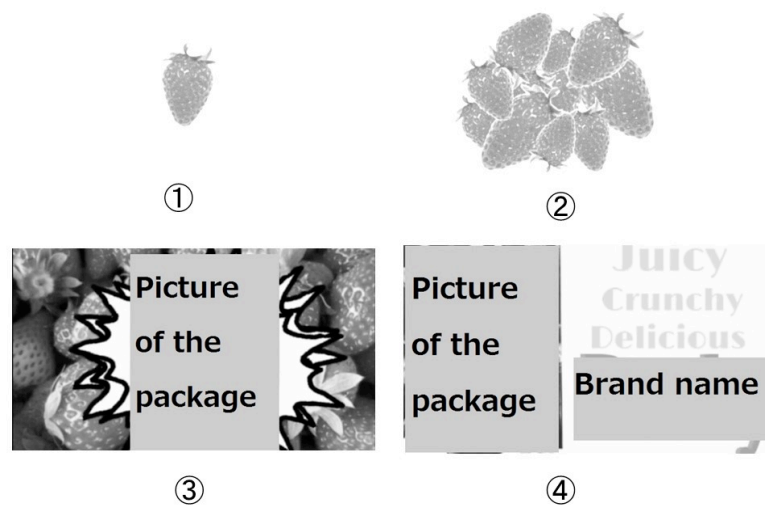 ①
②
Picture
of the
package
③
Picture
of the
package
Juicy
Crunchy
Delicious
Brand name
④